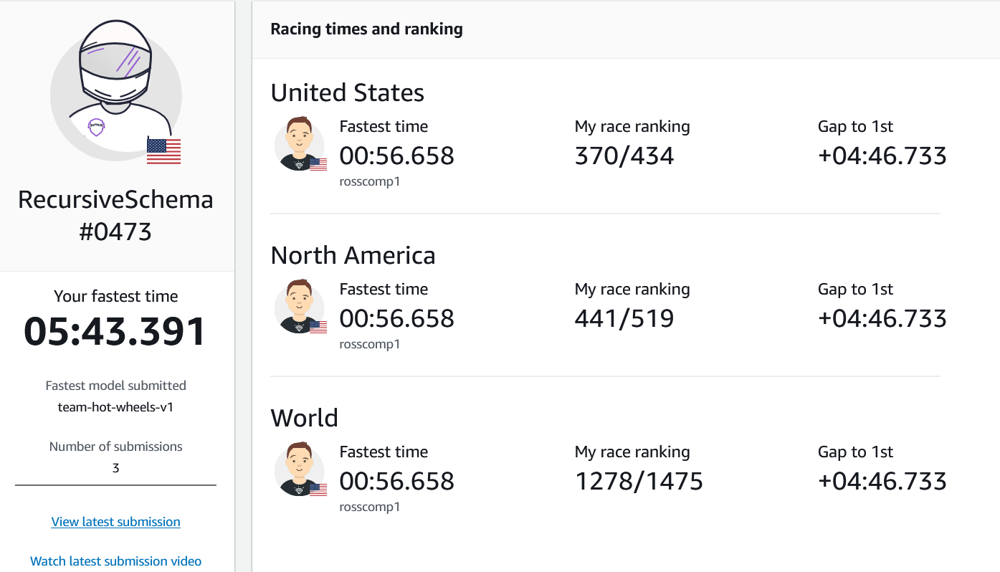 RecursiveSchema
#0473
Your fastest time
05:43.391
Fastest model submitted
team-hot-wheels-v1
Number of submissions
3
View latest submission
Watch latest submission video
Racing times and ranking
United States
Fastest time
00:56.658
rosscomp1
My race ranking
370/434
Gap to 1st
+04:46.733
North America
Fastest time
00:56.658
rosscomp1
My race ranking
441/519
Gap to 1st
+04:46.733
World
Fastest time
00:56.658
rosscomp1
My race ranking
1278/1475
Gap to 1st
+04:46.733